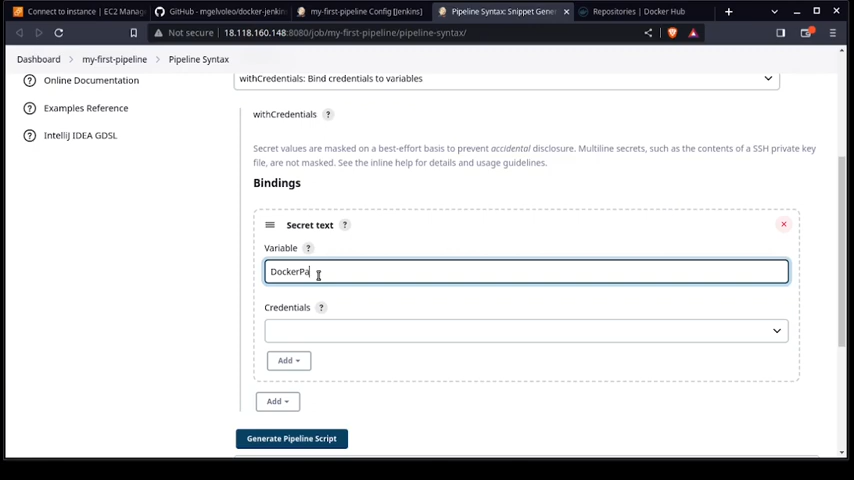 Connect to instance | EC2 Manag
GitHub - mgelvoleo/docker-jenkin
my-first-pipeline Config [Jenkins]
Pipeline Syntax: Snippet Gener
Repositories | Docker Hub
Not secure
18.118.160.148:8080/job/my-first-pipeline/pipeline-syntax/
Dashboard
my-first-pipeline
Pipeline Syntax
Online Documentation
Examples Reference
IntelliJ IDEA GDSL
withCredentials: Bind credentials to variables
withCredentials ?
Secret values are masked on a best-effort basis to prevent accidental disclosure. Multiline secrets, such as the contents of a SSH private key
file, are not masked. See the inline help for details and usage guidelines.
Bindings
Secret text ?
Variable ?
DockerPa
Credentials ?
Add
Add
Generate Pipeline Script